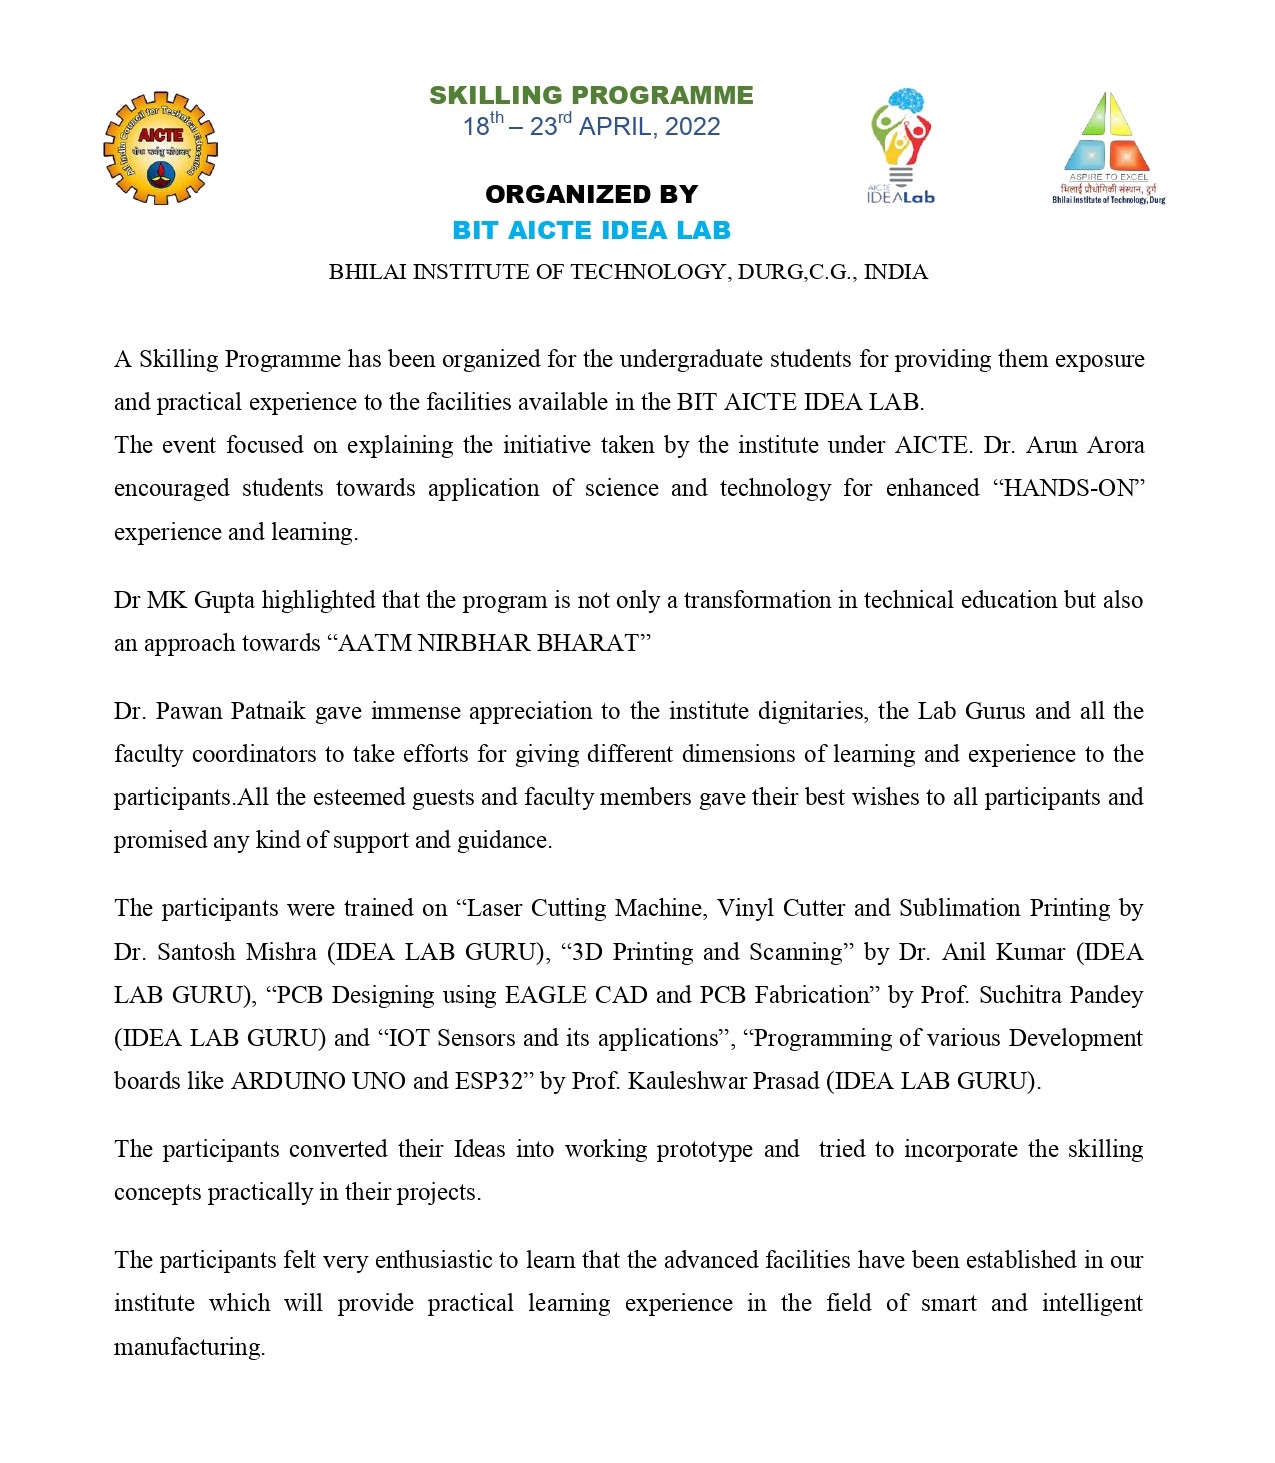 All India Council for Technical Education
AICTE
SKILLING PROGRAMME
18th – 23rd APRIL, 2022
ORGANIZED BY
BIT AICTE IDEA LAB
AICTE
IDEALab
ASPIRE TO EXCEL
भिलाई प्रौद्योगिकी संस्थान, दुर्ग
Bhilai Institute of Technology, Durg
BHILAI INSTITUTE OF TECHNOLOGY, DURG,C.G., INDIA
A Skilling Programme has been organized for the undergraduate students for providing them exposure
and practical experience to the facilities available in the BIT AICTE IDEA LAB.
The event focused on explaining the initiative taken by the institute under AICTE. Dr. Arun Arora
encouraged students towards application of science and technology for enhanced “HANDS-ON”
experience and learning.
Dr MK Gupta highlighted that the program is not only a transformation in technical education but also
an approach towards “AATM NIRBHAR BHARAT”
Dr. Pawan Patnaik gave immense appreciation to the institute dignitaries, the Lab Gurus and all the
faculty coordinators to take efforts for giving different dimensions of learning and experience to the
participants.All the esteemed guests and faculty members gave their best wishes to all participants and
promised any kind of support and guidance.
The participants were trained on “Laser Cutting Machine, Vinyl Cutter and Sublimation Printing by
Dr. Santosh Mishra (IDEA LAB GURU), “3D Printing and Scanning” by Dr. Anil Kumar (IDEA
LAB GURU), “PCB Designing using EAGLE CAD and PCB Fabrication” by Prof. Suchitra Pandey
(IDEA LAB GURU) and “IOT Sensors and its applications”, “Programming of various Development
boards like ARDUINO UNO and ESP32” by Prof. Kauleshwar Prasad (IDEA LAB GURU).
The participants converted their Ideas into working prototype and  tried to incorporate the skilling
concepts practically in their projects.
The participants felt very enthusiastic to learn that the advanced facilities have been established in our
institute which will provide practical learning experience in the field of smart and intelligent
manufacturing.